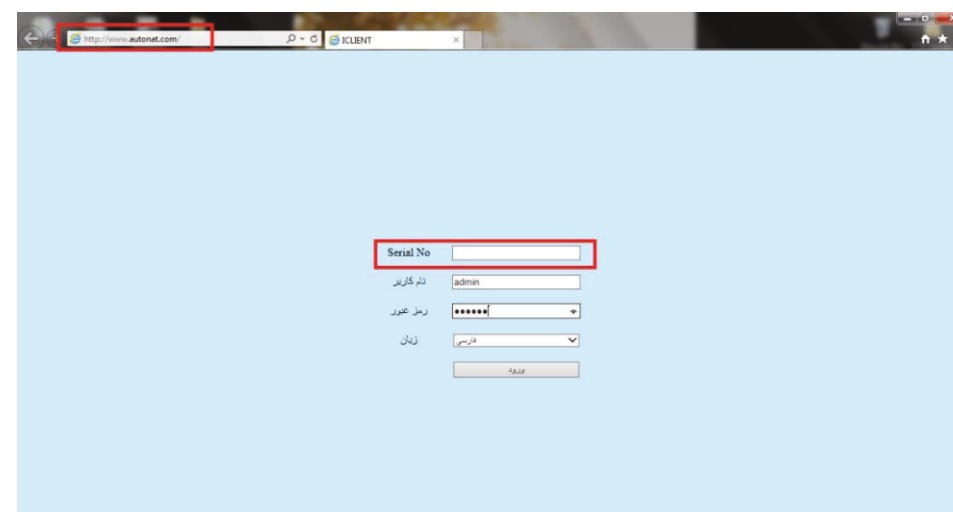 http://www.autonat.com/
ICLIENT
Serial No
نام کاربر
admin
رمز عبور
زبان
فارسی
ورود